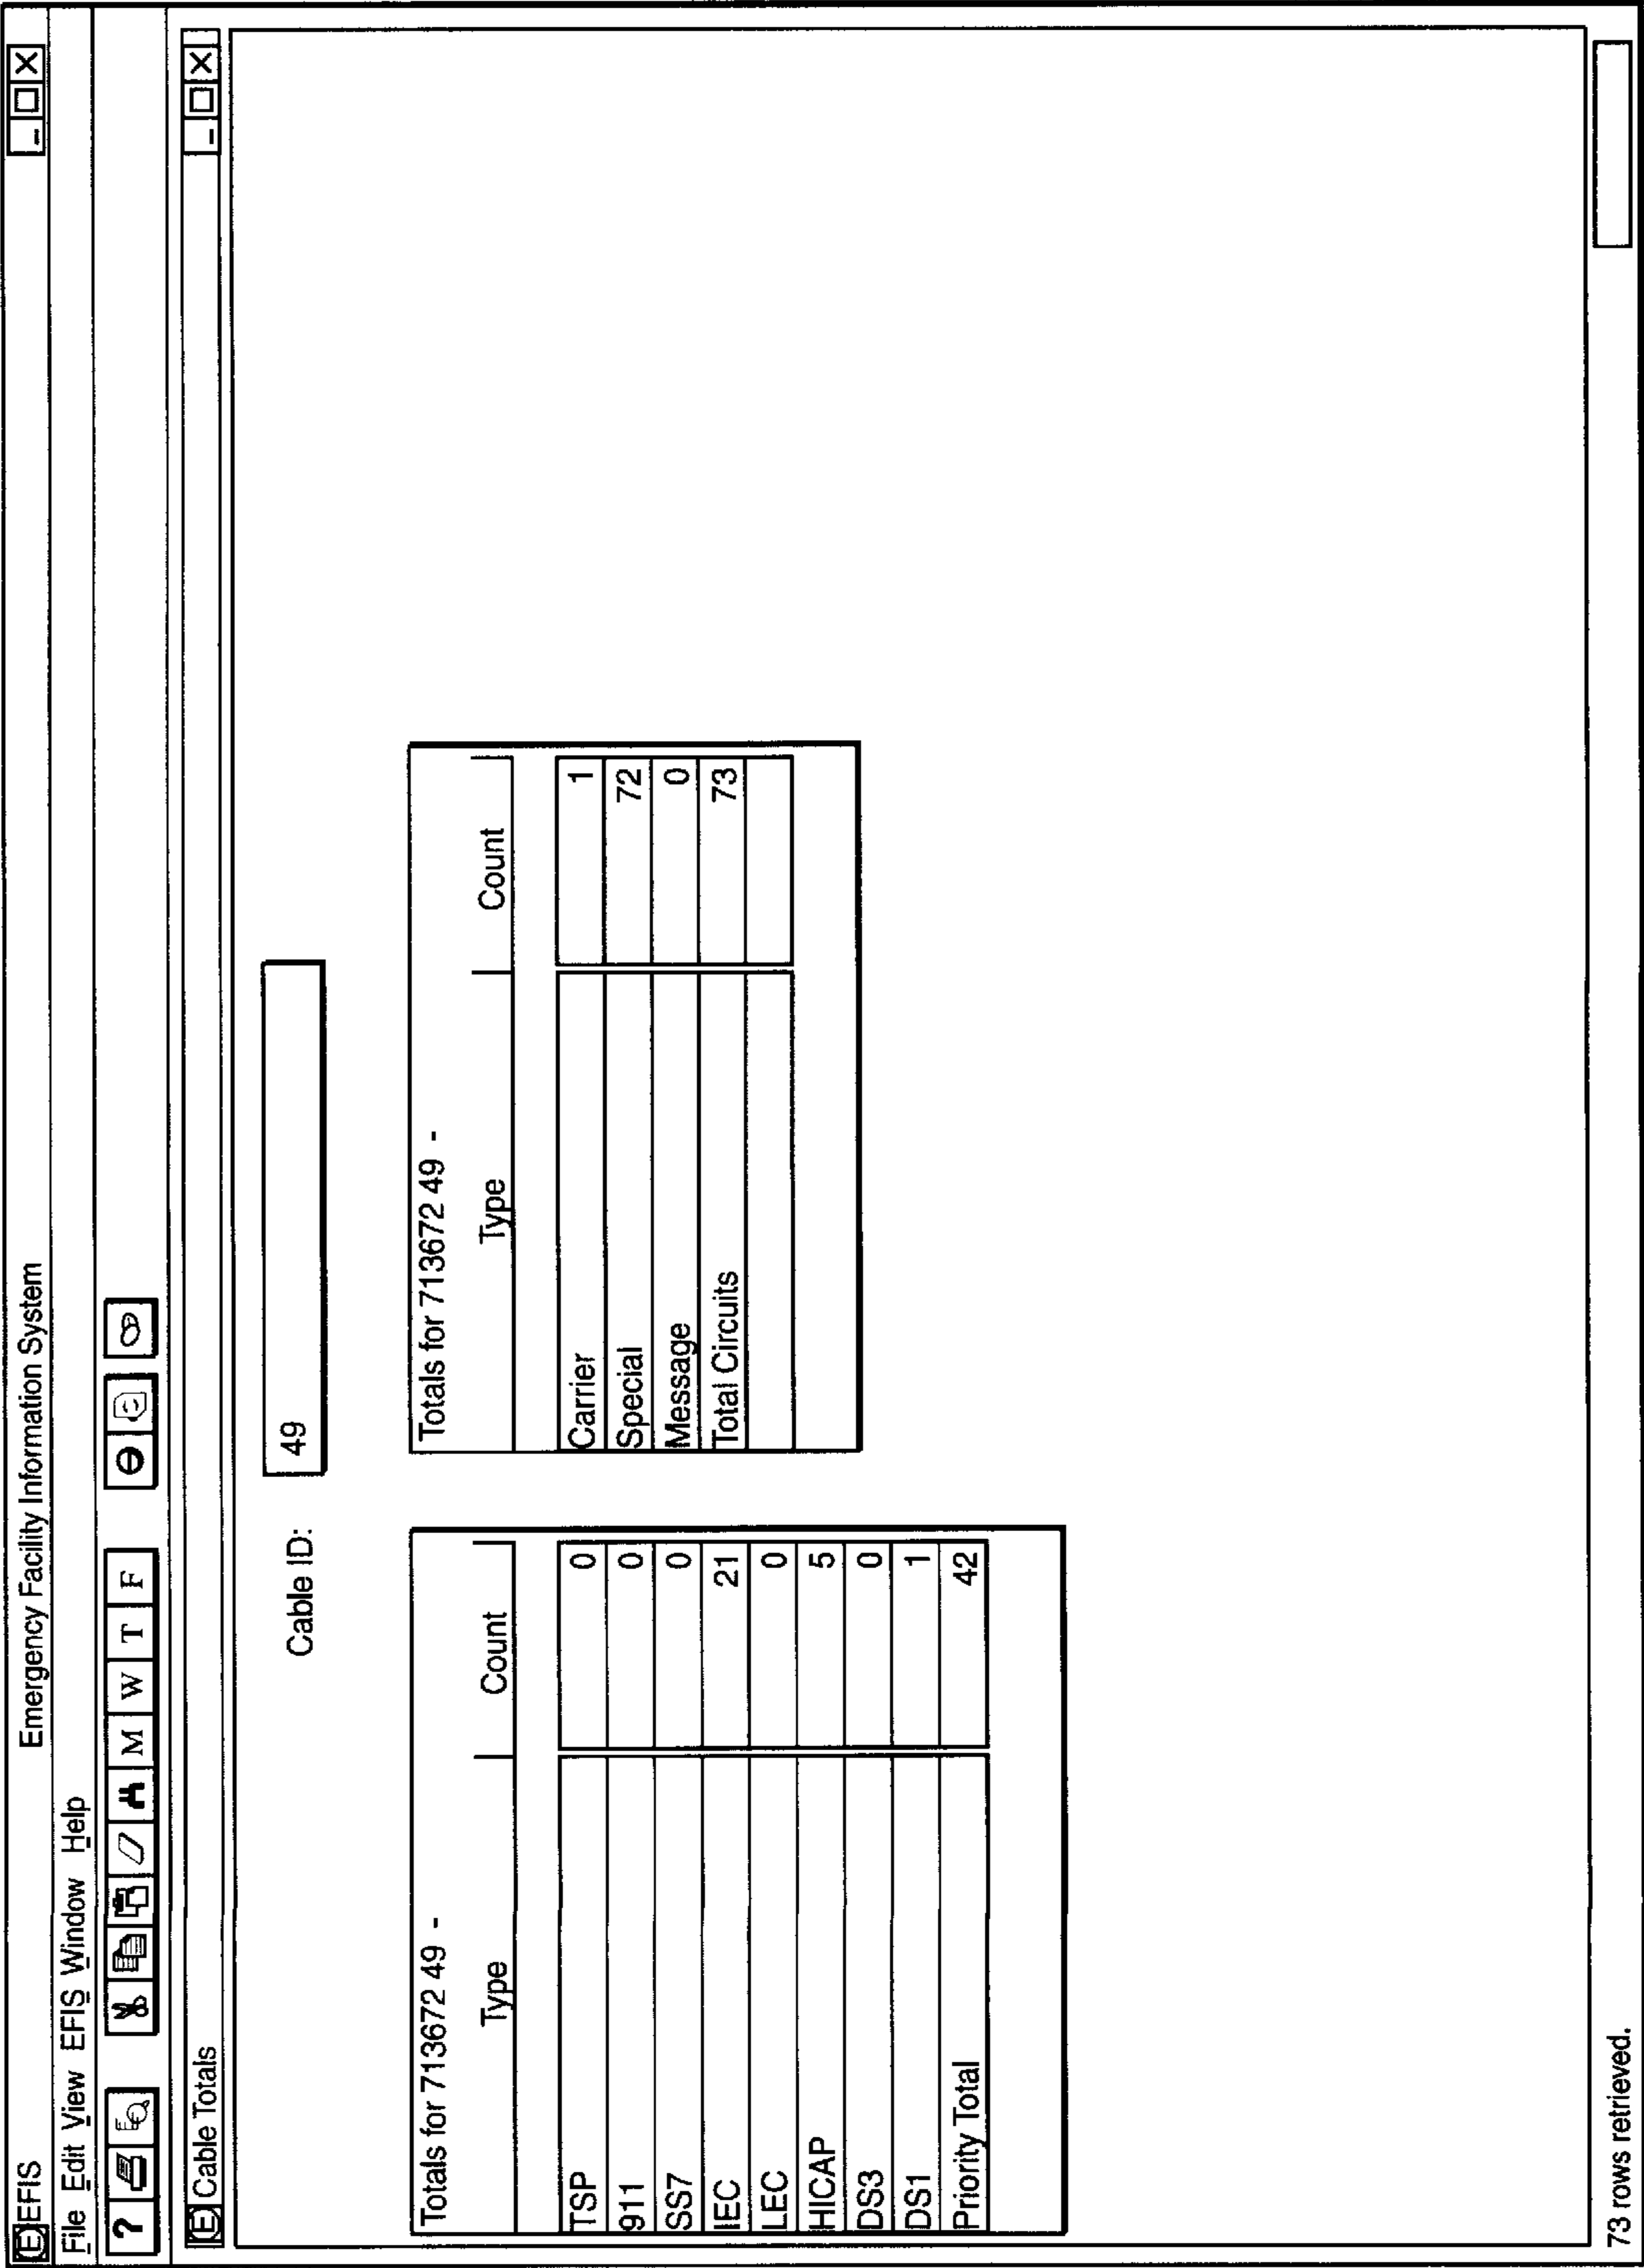 EEFIS Emergency Facility Information System
File Edit View EFIS Window Help
? M W T F
E Cable Totals
Cable ID: 49
Totals for 713672 49 -
Type Count
TSP 0
911 0
SS7 0
IEC 21
LEC 0
HICAP 5
DS3 0
DS1 1
Priority Total 42
Totals for 713672 49 -
Type Count
Carrier 1
Special 72
Message 0
Total Circuits 73
73 rows retrieved.